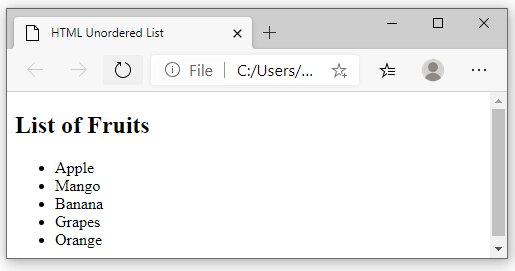 HTML Unordered List
File | C:/Users/...
List of Fruits
Apple
Mango
Banana
Grapes
Orange